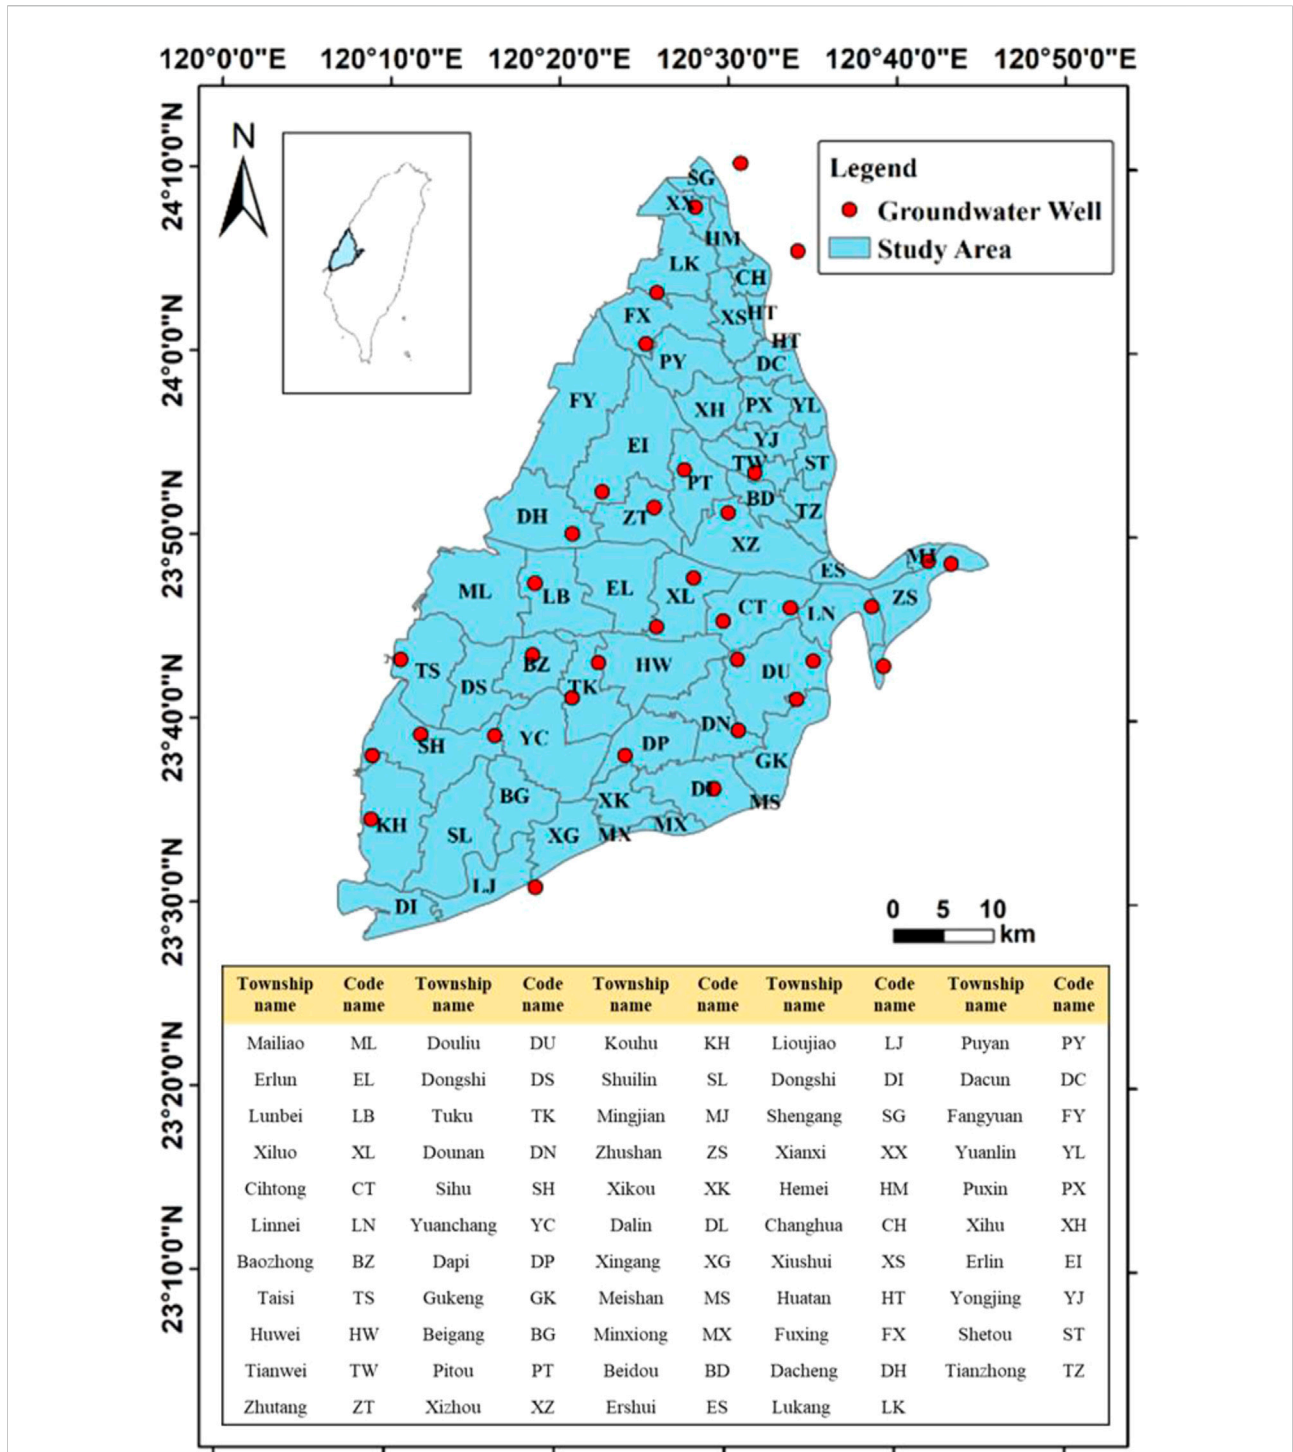 120°0'0"E 120°10'0"E 120°20'0"E 120°30'0"E 120°40'0"E 120°50'0"E
24°10'0"N
24°0'0"N
23°50'0"N
23°40'0"N
23°30'0"N
23°20'0"N
23°10'0"N
N
Legend
Groundwater Well
Study Area
SG
XX
HM
LK
CH
FX
XS
HT
HT
PY
DC
FY
XH
PX
YL
EI
YJ
TW
ST
PT
BD
DH
ZT
TZ
XZ
MJ
ES
ML
LB
EL
XL
CT
LN
ZS
TS
BZ
HW
DU
DS
TK
SH
YC
DP
DN
GK
BG
XK
DL
MS
KH
SL
XG
MX
MX
LJ
DI
0 5 10
km
Township name Code name Township name Code name Township name Code name Township name Code name Township name Code name
Mailiao ML Douliu DU Kouhu KH Lioujiao LJ Puyan PY
Erlun EL Dongshi DS Shuilin SL Dongshi DI Dacun DC
Lunbei LB Tuku TK Mingjian MJ Shengang SG Fangyuan FY
Xiluo XL Dounan DN Zhushan ZS Xianxi XX Yuanlin YL
Cihtong CT Sihu SH Xikou XK Hemei HM Puxin PX
Linnei LN Yuanchang YC Dalin DL Changhua CH Xihu XH
Baozhong BZ Dapi DP Xingang XG Xiushui XS Erlin EI
Taisi TS Gukeng GK Meishan MS Huatan HT Yongjing YJ
Huwei HW Beigang BG Minxiong MX Fuxing FX Shetou ST
Tianwei TW Pitou PT Beidou BD Dacheng DH Tianzhong TZ
Zhutang ZT Xizhou XZ Ershui ES Lukang LK